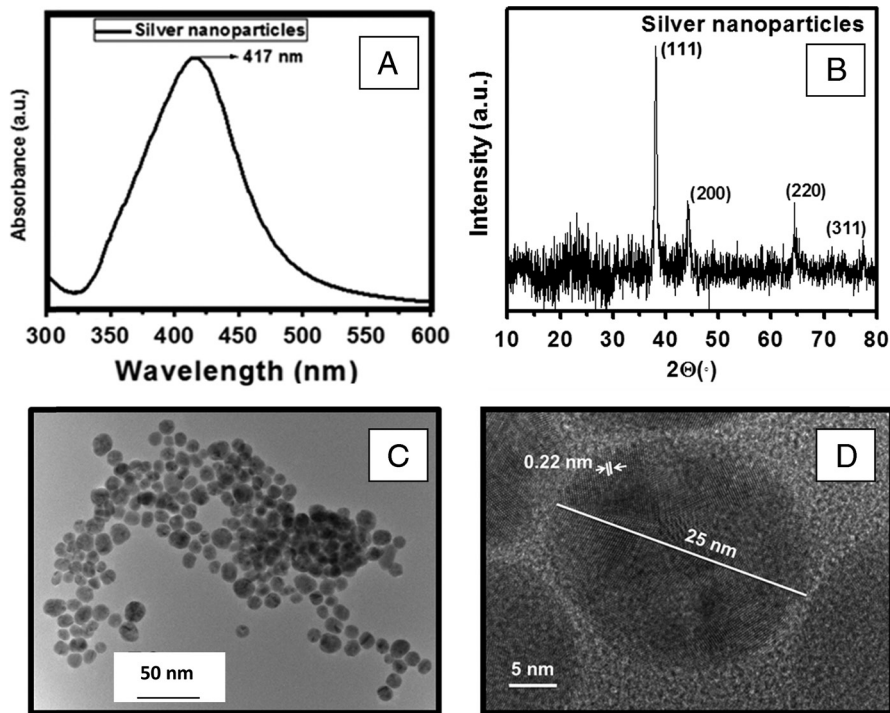 Silver nanoparticles
417 nm
A
Absorbance (a.u.)
300 350 400 450 500 550 600
Wavelength (nm)
Silver nanoparticles
(111)
B
(200)
(220)
(311)
Intensity (a.u.)
10 20 30 40 50 60 70 80
2Θ(°)
C
50 nm
D
0.22 nm
25 nm
5 nm